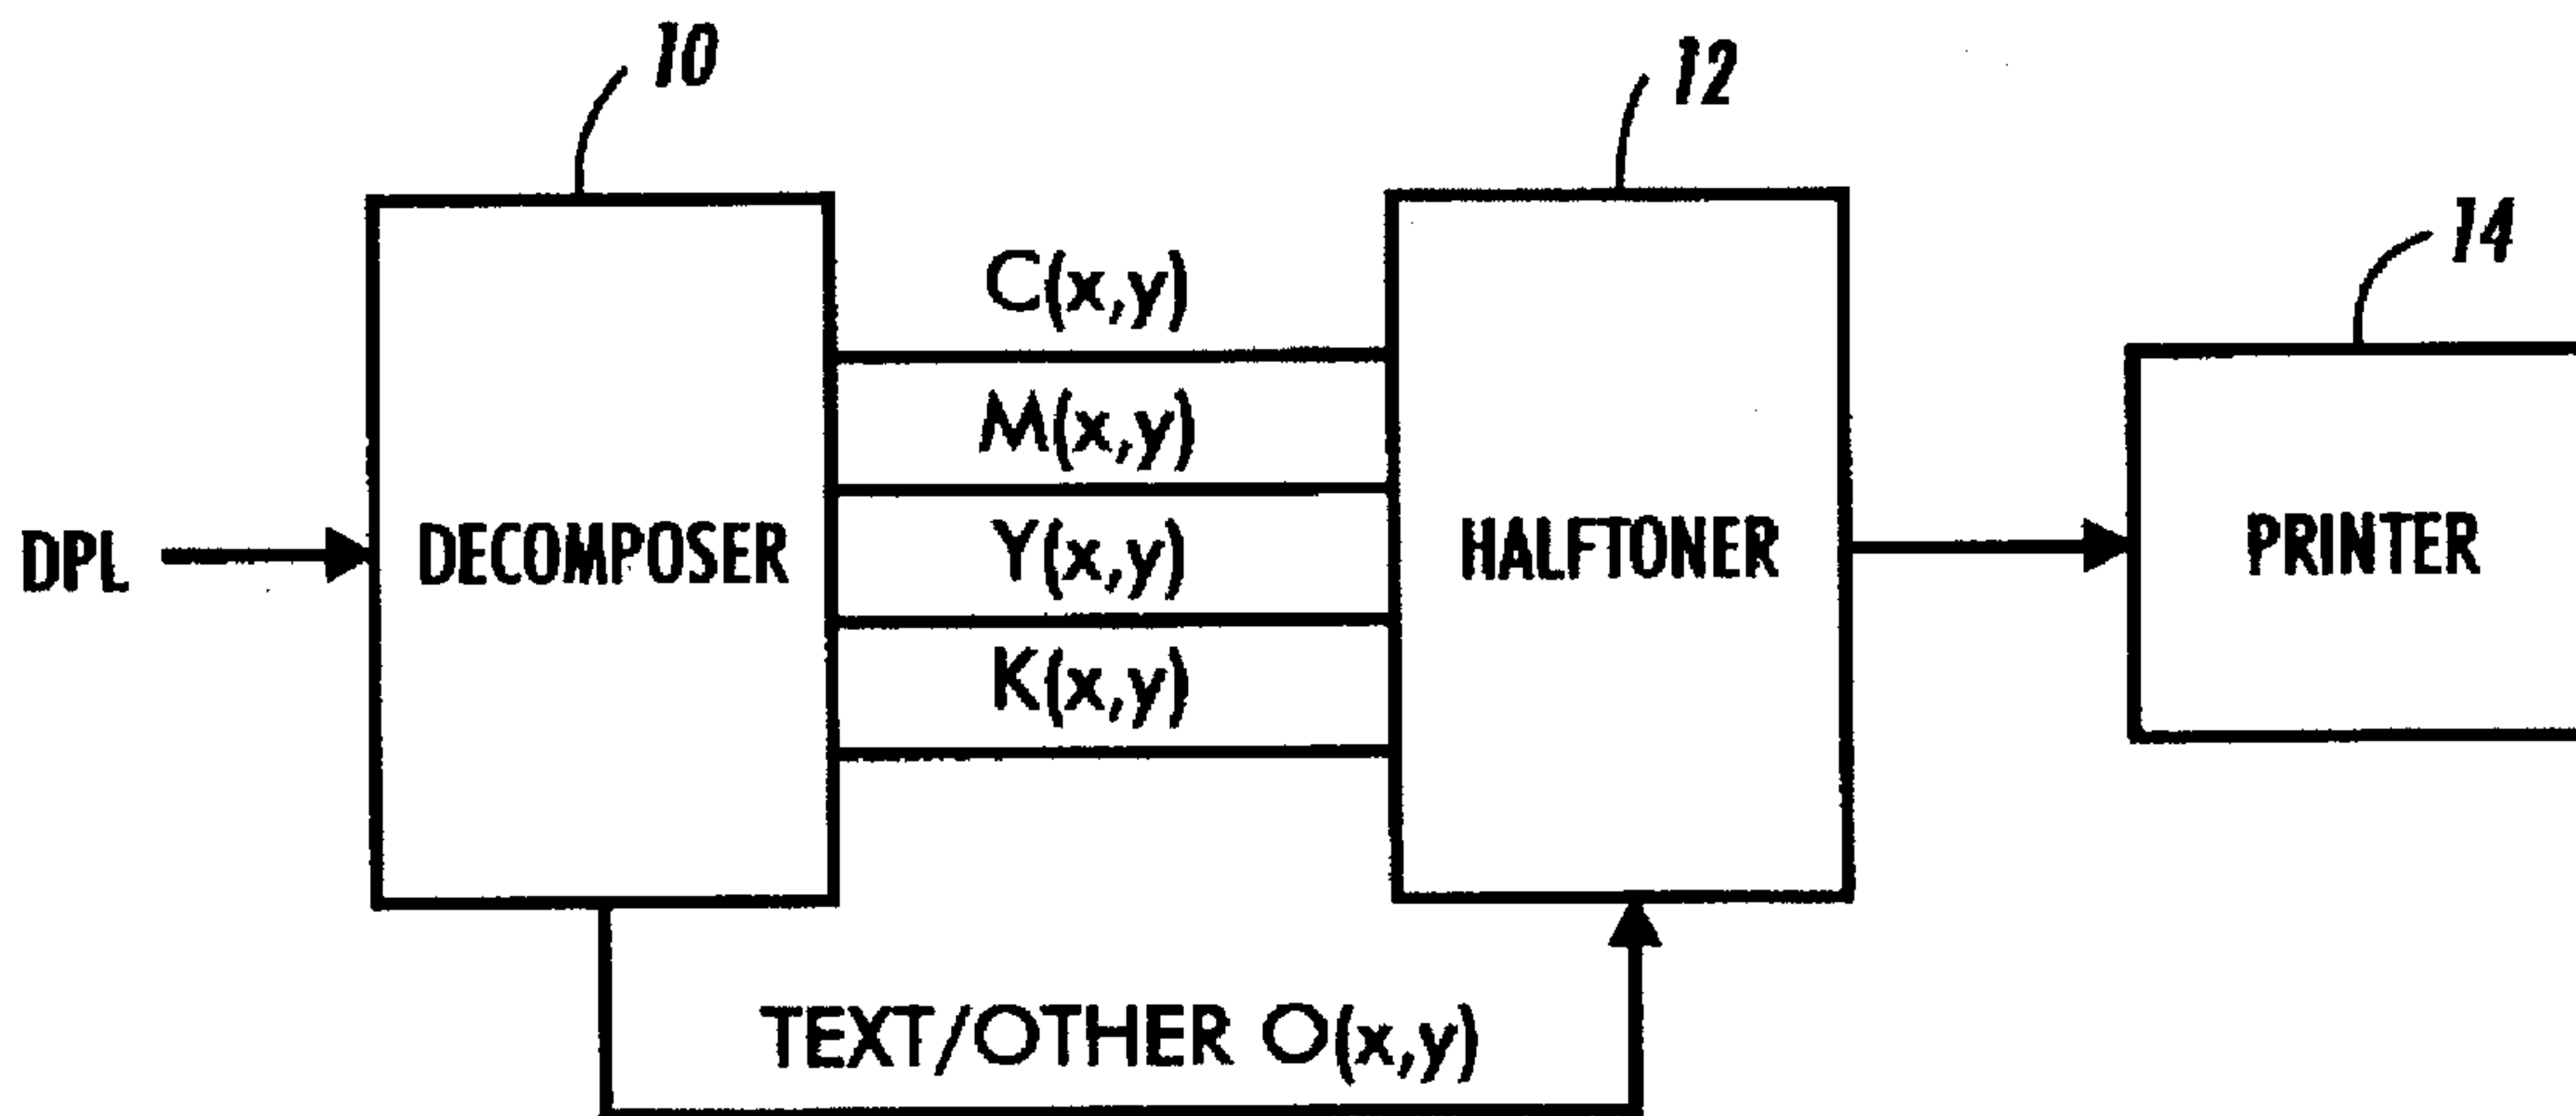 10
12
14
C(x,y)
M(x,y)
DPL
DECOMPOSER
Y(x,y)
HALFTONER
PRINTER
K(x,y)
TEXT/OTHER O(x,y)